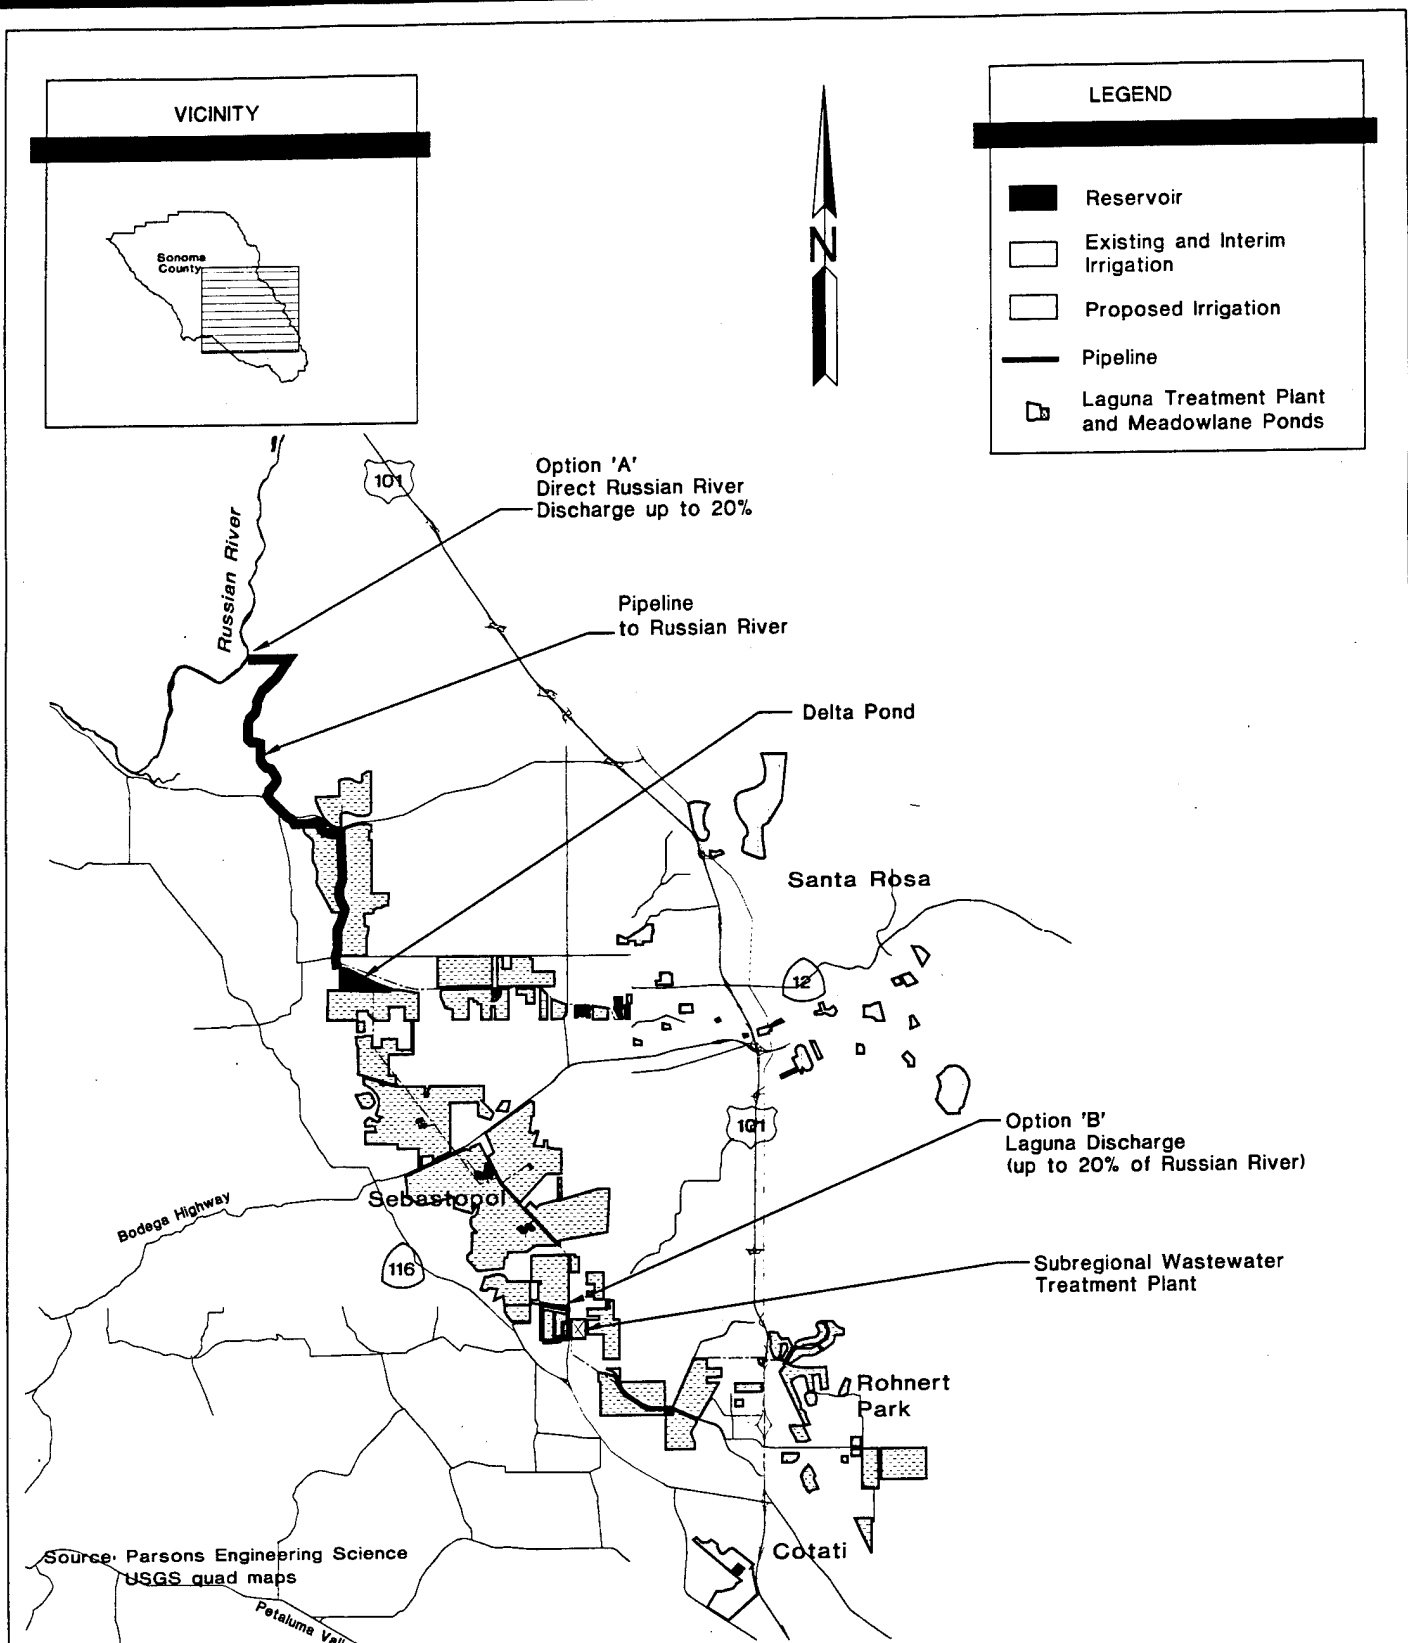 VICINITY
Sonoma
County
N
LEGEND
Reservoir
Existing and Interim
Irrigation
Proposed Irrigation
Pipeline
Laguna Treatment Plant
and Meadowlane Ponds
101
Option 'A'
Direct Russian River
Discharge up to 20%
Russian River
Pipeline
to Russian River
Delta Pond
Santa Rosa
12
101
Option 'B'
Laguna Discharge
(up to 20% of Russian River)
Sebastopol
Bodega Highway
116
Subregional Wastewater
Treatment Plant
Rohnert
Park
Cotati
Source: Parsons Engineering Science
USGS quad maps
Petaluma